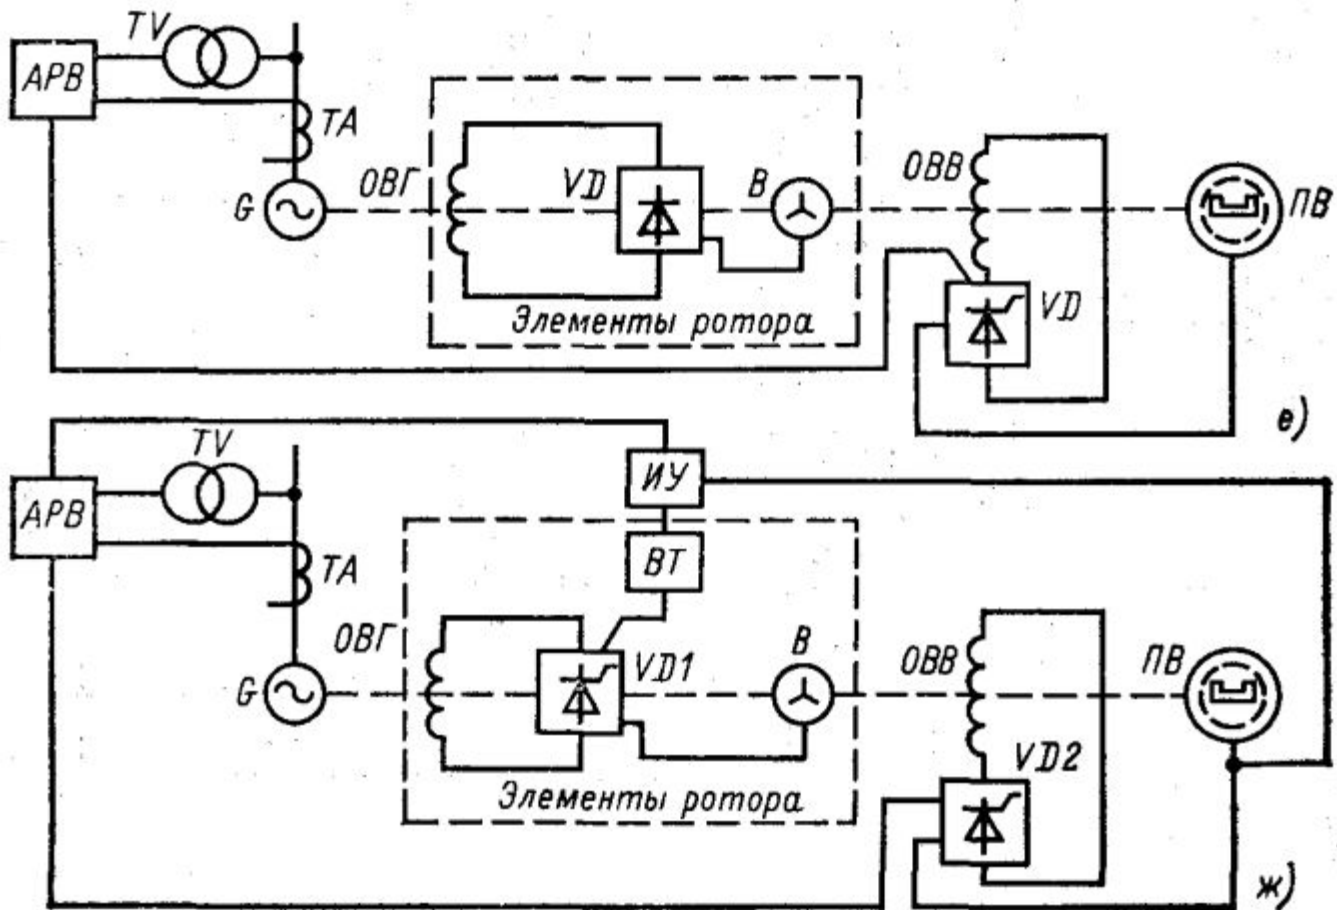 TV
АРВ
TA
ОВГ
VD
В
ОВВ
ПВ
G
VD
Элементы ротора
е)
TV
ИУ
АРВ
ВТ
TA
ОВГ
VD1
В
ОВВ
ПВ
G
VD2
Элементы ротора
ж)